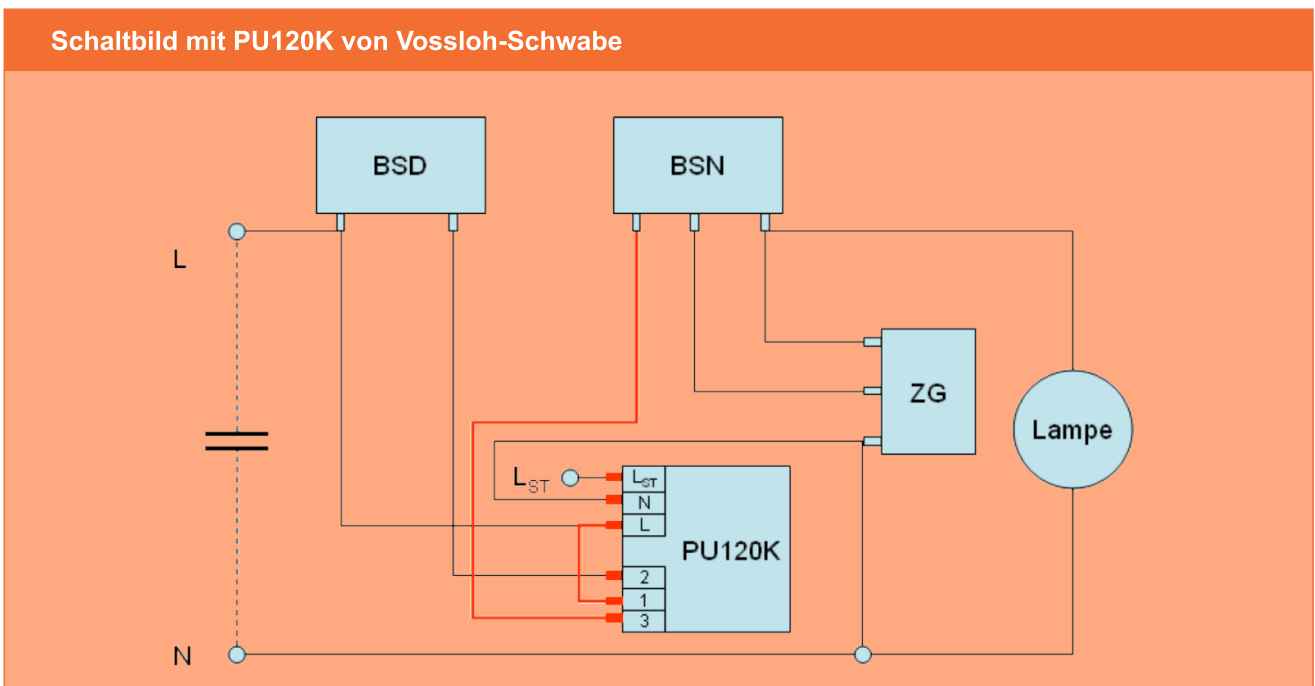 Schaltbild mit PU120K von Vossloh-Schwabe
BSD
BSN
L
ZG
Lampe
LST
LST
N
L
PU120K
2
1
3
N